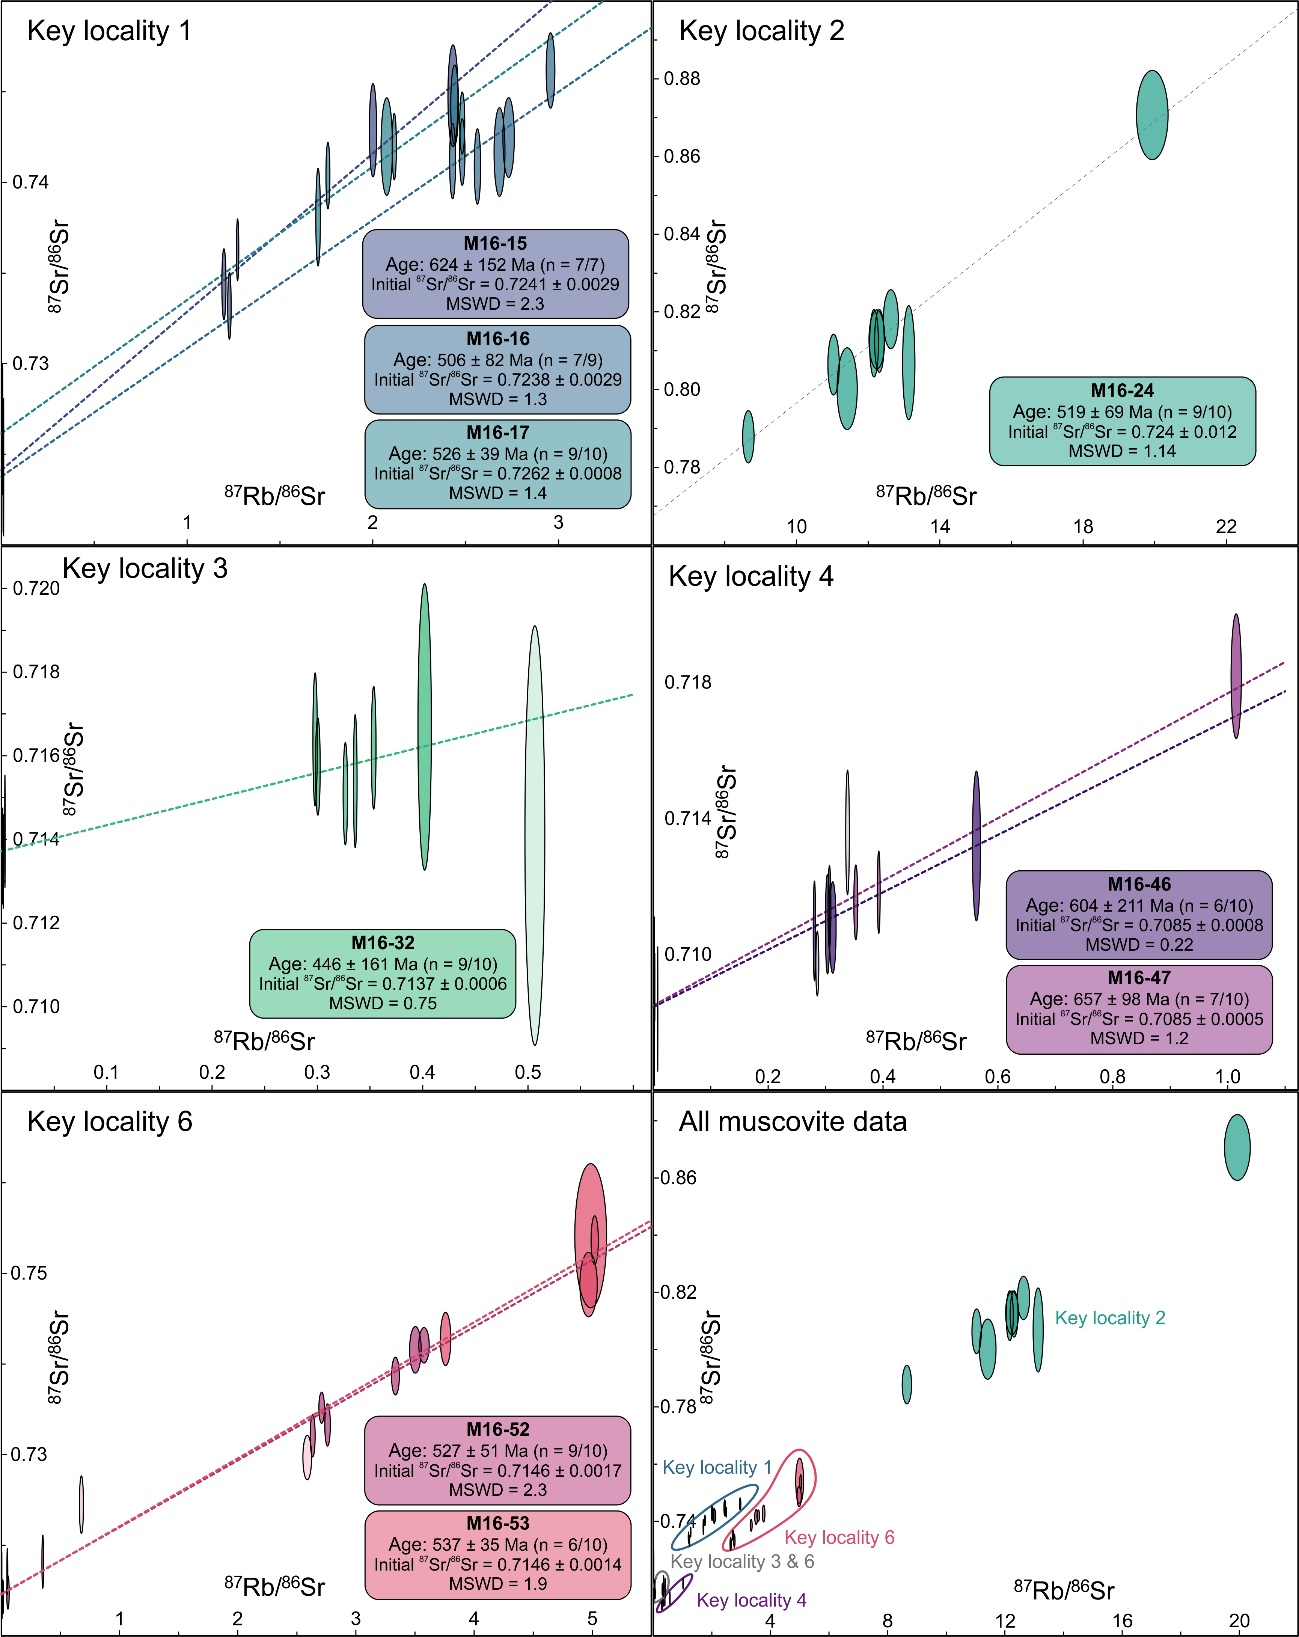 Key locality 1
0.74
0.73
87Sr/86Sr
M16-15
Age: 624 ± 152 Ma (n = 7/7)
Initial 87Sr/86Sr = 0.7241 ± 0.0029
MSWD = 2.3
M16-16
Age: 506 ± 82 Ma (n = 7/9)
Initial 87Sr/86Sr = 0.7238 ± 0.0029
MSWD = 1.3
M16-17
Age: 526 ± 39 Ma (n = 9/10)
Initial 87Sr/86Sr = 0.7262 ± 0.0008
MSWD = 1.4
87Rb/86Sr
1 2 3
Key locality 2
0.88
0.86
0.84
0.82
0.80
0.78
87Sr/86Sr
M16-24
Age: 519 ± 69 Ma (n = 9/10)
Initial 87Sr/86Sr = 0.724 ± 0.012
MSWD = 1.14
87Rb/86Sr
10 14 18 22
Key locality 3
0.720
0.718
0.716
0.714
0.712
0.710
87Sr/86Sr
M16-32
Age: 446 ± 161 Ma (n = 9/10)
Initial 87Sr/86Sr = 0.7137 ± 0.0006
MSWD = 0.75
87Rb/86Sr
0.1 0.2 0.3 0.4 0.5
Key locality 4
0.718
0.714
0.710
87Sr/86Sr
M16-46
Age: 604 ± 211 Ma (n = 6/10)
Initial 87Sr/86Sr = 0.7085 ± 0.0008
MSWD = 0.22
M16-47
Age: 657 ± 98 Ma (n = 7/10)
Initial 87Sr/86Sr = 0.7085 ± 0.0005
MSWD = 1.2
87Rb/86Sr
0.2 0.4 0.6 0.8 1.0
Key locality 6
0.75
0.73
87Sr/86Sr
M16-52
Age: 527 ± 51 Ma (n = 9/10)
Initial 87Sr/86Sr = 0.7146 ± 0.0017
MSWD = 2.3
M16-53
Age: 537 ± 35 Ma (n = 6/10)
Initial 87Sr/86Sr = 0.7146 ± 0.0014
MSWD = 1.9
87Rb/86Sr
1 2 3 4 5
All muscovite data
0.86
0.82
0.78
0.74
87Sr/86Sr
Key locality 2
Key locality 1
Key locality 6
Key locality 3 & 6
Key locality 4
87Rb/86Sr
4 8 12 16 20